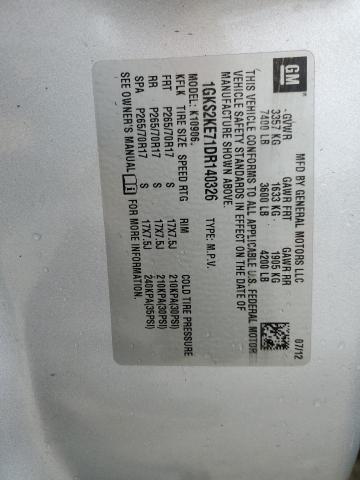 GM
MFD BY GENERAL MOTORS LLC
07/12
GVWR GAWR FRT GAWR RR
3357 KG 1633 KG 1905 KG
7400 LB 3600 LB 4200 LB
THIS VEHICLE CONFORMS TO ALL APPLICABLE U.S. FEDERAL MOTOR
VEHICLE SAFETY STANDARDS IN EFFECT ON THE DATE OF
MANUFACTURE SHOWN ABOVE.
1GKS2KE71DR140326 TYPE: M.P.V.
MODEL: K10906.
KFLK TIRE SIZE SPEED RTG RIM COLD TIRE PRESSURE
FRT P265/70R17 S 17X7.5J 210KPA(30PSI)
RR P265/70R17 S 17X7.5J 210KPA(30PSI)
SPA P265/70R17 S 17X7.5J 240KPA(35PSI)
SEE OWNER'S MANUAL i FOR MORE INFORMATION.